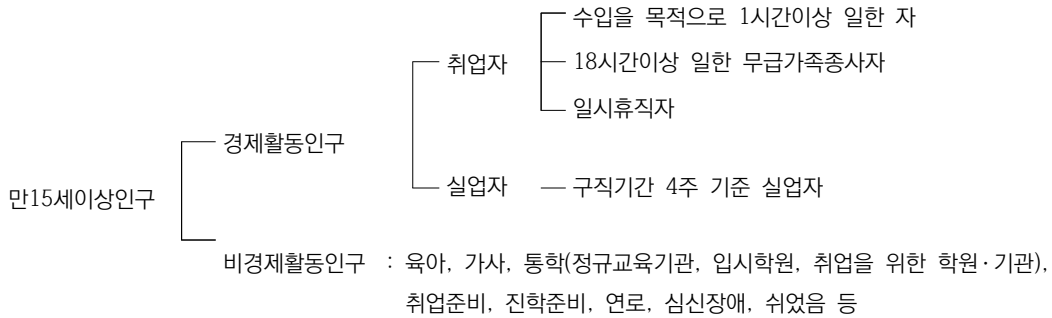 수입을 목적으로 1시간이상 일한 자
취업자
18시간이상 일한 무급가족종사자
일시휴직자
경제활동인구
실업자
구직기간 4주 기준 실업자
만15세이상인구
비경제활동인구 : 육아, 가사, 통학(정규교육기관, 입시학원, 취업을 위한 학원·기관),
취업준비, 진학준비, 연로, 심신장애, 쉬었음 등